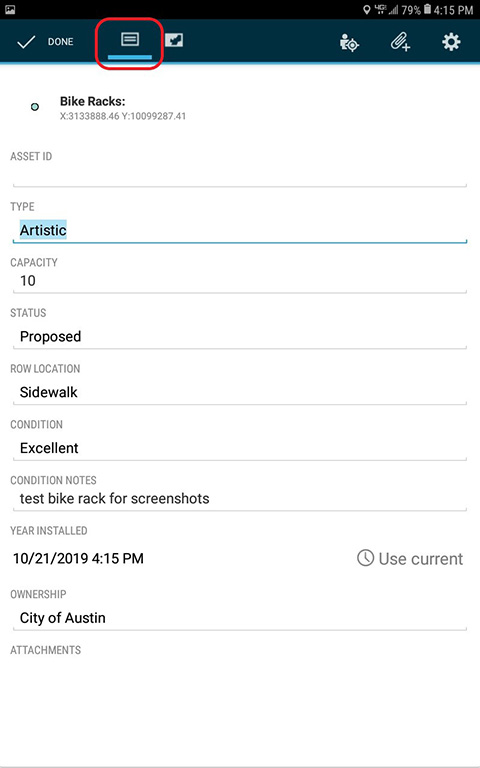 4G 79% 4:15 PM
DONE
Bike Racks:
X:3133888.46 Y:10099287.41
ASSET ID
TYPE
Artistic
CAPACITY
10
STATUS
Proposed
ROW LOCATION
Sidewalk
CONDITION
Excellent
CONDITION NOTES
test bike rack for screenshots
YEAR INSTALLED
10/21/2019 4:15 PM Use current
OWNERSHIP
City of Austin
ATTACHMENTS